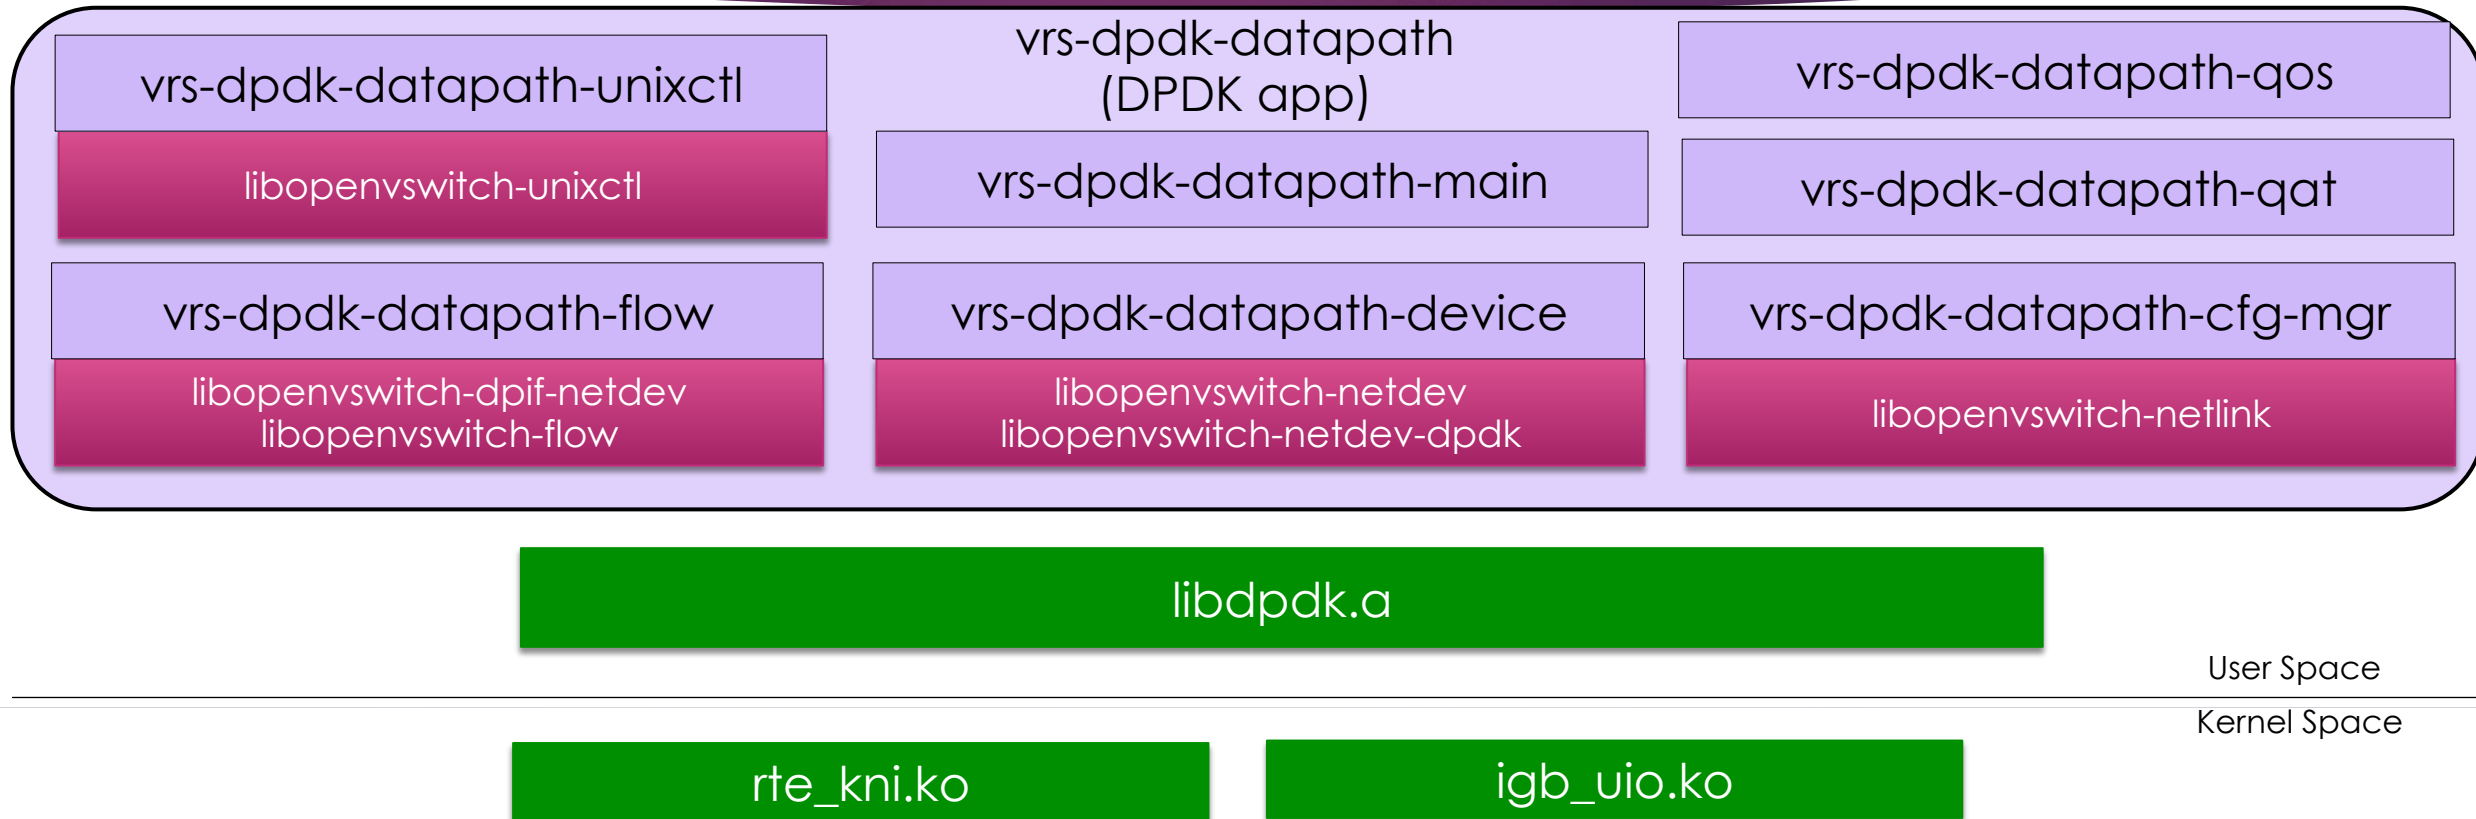 vrs-dpdk-datapath
(DPDK app)
vrs-dpdk-datapath-unixctl
libopenvswitch-unixctl
vrs-dpdk-datapath-main
vrs-dpdk-datapath-qos
vrs-dpdk-datapath-qat
vrs-dpdk-datapath-flow
libopenvswitch-dpif-netdev
libopenvswitch-flow
vrs-dpdk-datapath-device
libopenvswitch-netdev
libopenvswitch-netdev-dpdk
vrs-dpdk-datapath-cfg-mgr
libopenvswitch-netlink
libdpdk.a
User Space
Kernel Space
rte_kni.ko
igb_uio.ko